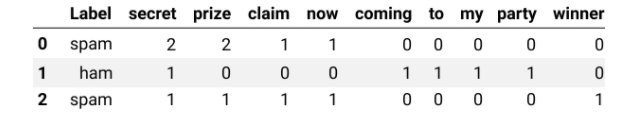 Label secret prize claim now coming to my party winner
0 spam 2 2 1 1 0 0 0 0 0
1 ham 1 0 0 0 1 1 1 1 0
2 spam 1 1 1 1 0 0 0 0 1